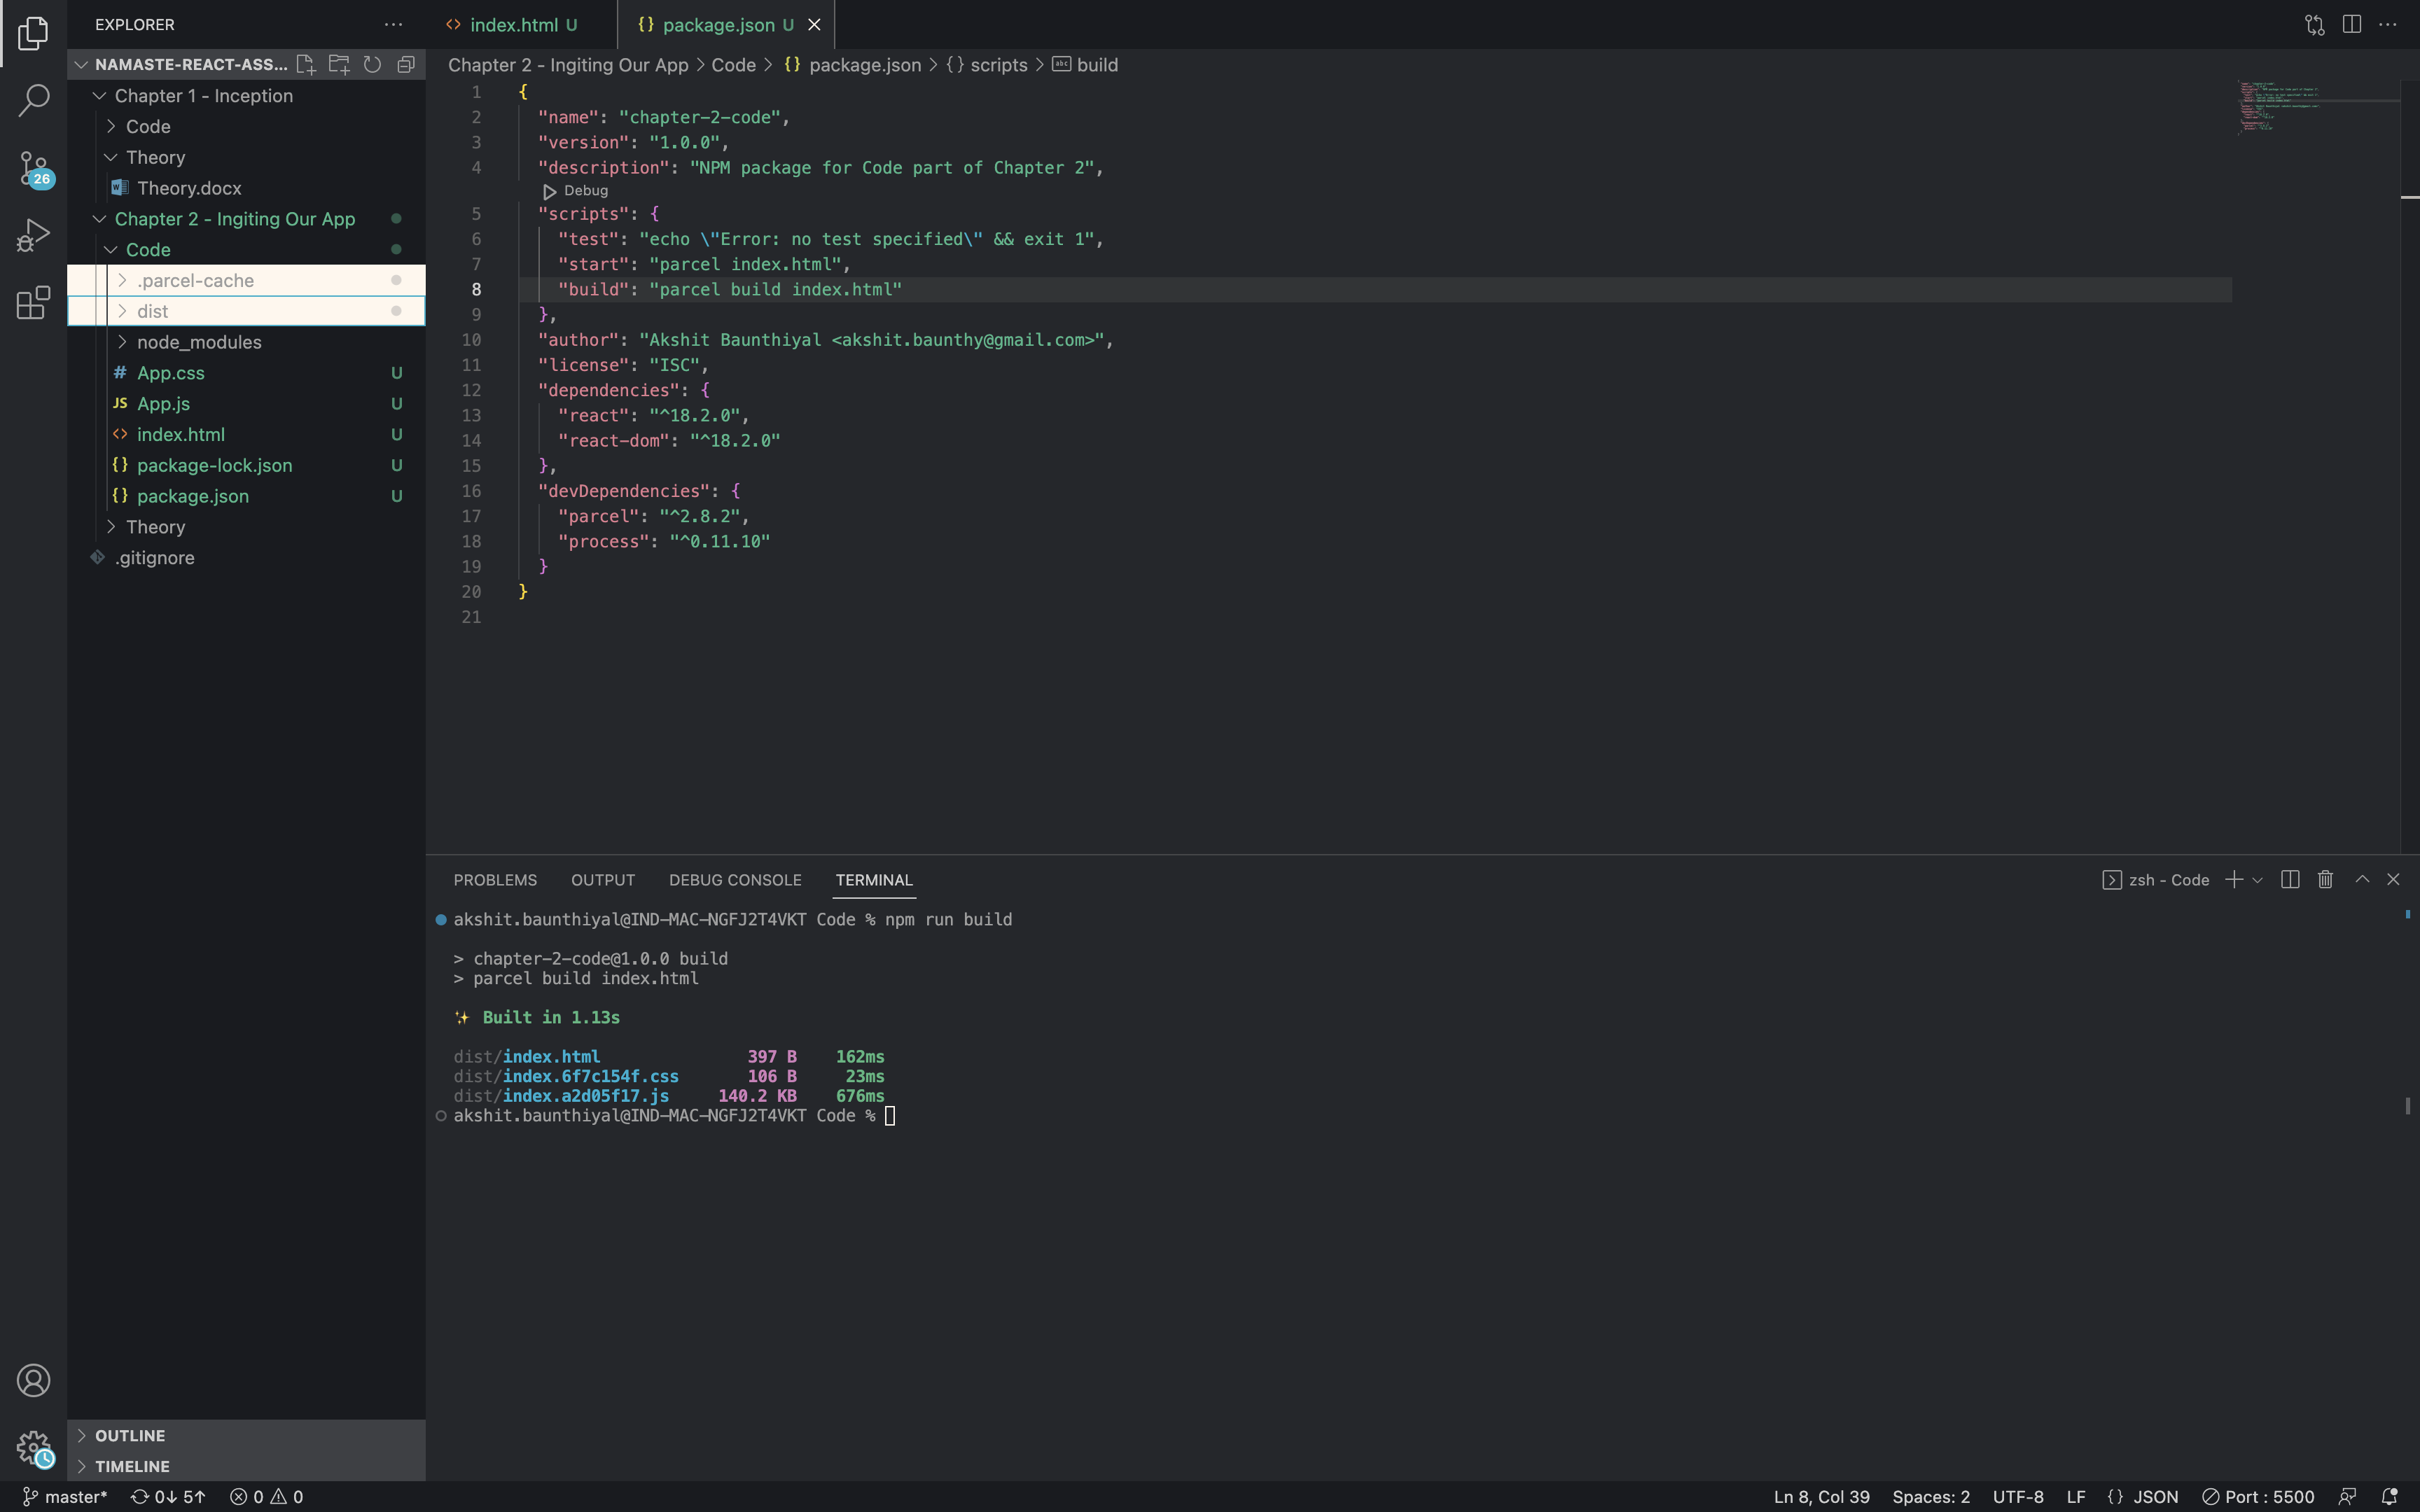 EXPLORER
NAMASTE-REACT-ASS...
Chapter 1 - Inception
Code
Theory
Theory.docx
Chapter 2 - Ingiting Our App
Code
.parcel-cache
dist
node_modules
# App.css U
JS App.js U
<> index.html U
{} package-lock.json U
{} package.json U
Theory
.gitignore
OUTLINE
TIMELINE
26
<> index.html U
{} package.json U
Chapter 2 - Ingiting Our App > Code > {} package.json > {} scripts > abc build
1 {
2 "name": "chapter-2-code",
3 "version": "1.0.0",
4 "description": "NPM package for Code part of Chapter 2",
Debug
5 "scripts": {
6 "test": "echo \"Error: no test specified\" && exit 1",
7 "start": "parcel index.html",
8 "build": "parcel build index.html"
9 },
10 "author": "Akshit Baunthiyal <akshit.baunthy@gmail.com>",
11 "license": "ISC",
12 "dependencies": {
13 "react": "^18.2.0",
14 "react-dom": "^18.2.0"
15 },
16 "devDependencies": {
17 "parcel": "^2.8.2",
18 "process": "^0.11.10"
19 }
20 }
21
PROBLEMS OUTPUT DEBUG CONSOLE TERMINAL
zsh - Code
akshit.baunthiyal@IND-MAC-NGFJ2T4VKT Code % npm run build
> chapter-2-code@1.0.0 build
> parcel build index.html
✨ Built in 1.13s
dist/index.html 397 B 162ms
dist/index.6f7c154f.css 106 B 23ms
dist/index.a2d05f17.js 140.2 KB 676ms
akshit.baunthiyal@IND-MAC-NGFJ2T4VKT Code %
master* 0↓ 5↑ 0 0
Ln 8, Col 39 Spaces: 2 UTF-8 LF {} JSON Port : 5500